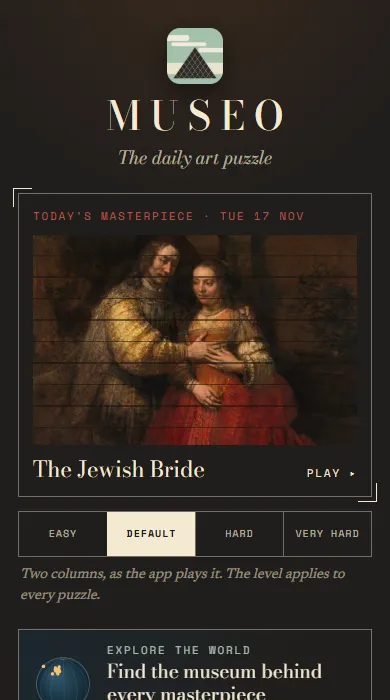 MUSEO
The daily art puzzle
TODAY'S MASTERPIECE · TUE 17 NOV
The Jewish Bride
PLAY ▸
EASY
DEFAULT
HARD
VERY HARD
Two columns, as the app plays it. The level applies to
every puzzle.
EXPLORE THE WORLD
Find the museum behind
every masterpiece